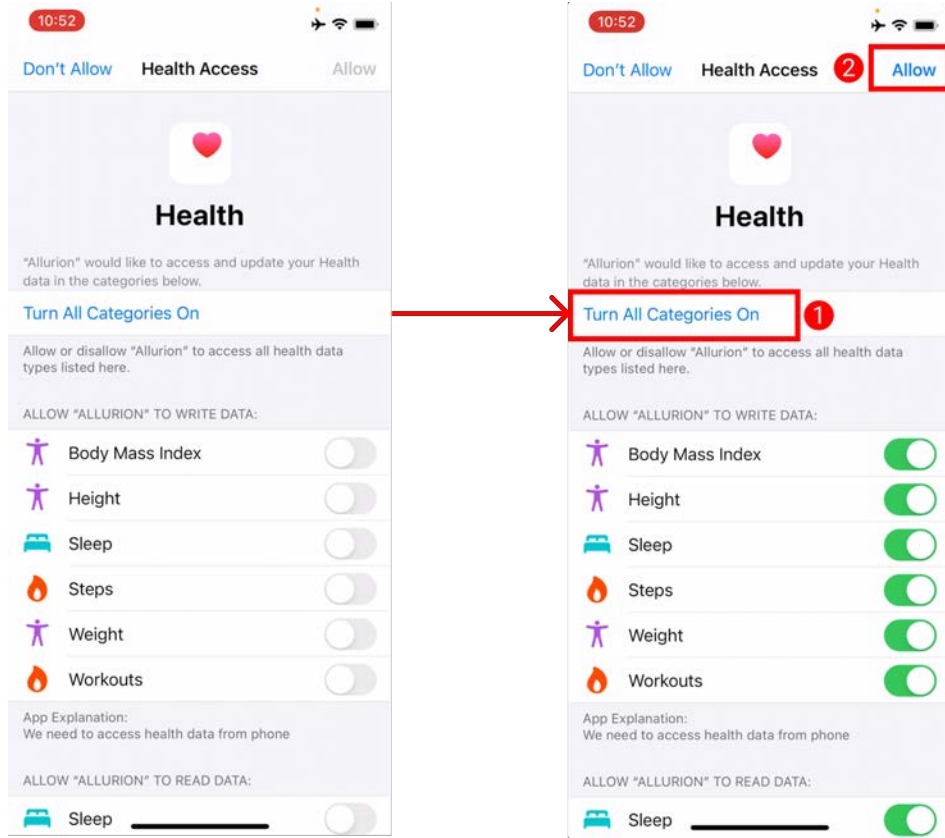 10:52
Don't Allow
Health Access
Allow
Health
"Allurion" would like to access and update your Health
data in the categories below.
Turn All Categories On
Allow or disallow "Allurion" to access all health data
types listed here.
ALLOW "ALLURION" TO WRITE DATA:
Body Mass Index
Height
Sleep
Steps
Weight
Workouts
App Explanation:
We need to access health data from phone
ALLOW "ALLURION" TO READ DATA:
Sleep
10:52
Don't Allow
Health Access
2
Allow
Health
"Allurion" would like to access and update your Health
data in the categories below.
Turn All Categories On
1
Allow or disallow "Allurion" to access all health data
types listed here.
ALLOW "ALLURION" TO WRITE DATA:
Body Mass Index
Height
Sleep
Steps
Weight
Workouts
App Explanation:
We need to access health data from phone
ALLOW "ALLURION" TO READ DATA:
Sleep